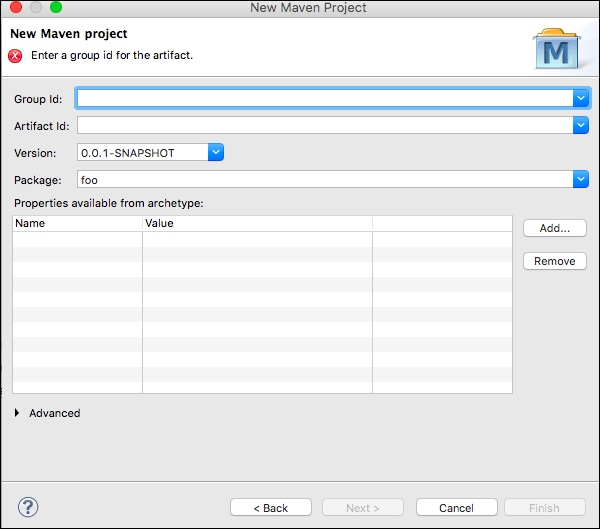 New Maven Project
New Maven project
Enter a group id for the artifact.
M
Group Id:
Artifact Id:
Version: 0.0.1-SNAPSHOT
Package: foo
Properties available from archetype:
Name Value
Add...
Remove
Advanced
?
< Back Next > Cancel Finish